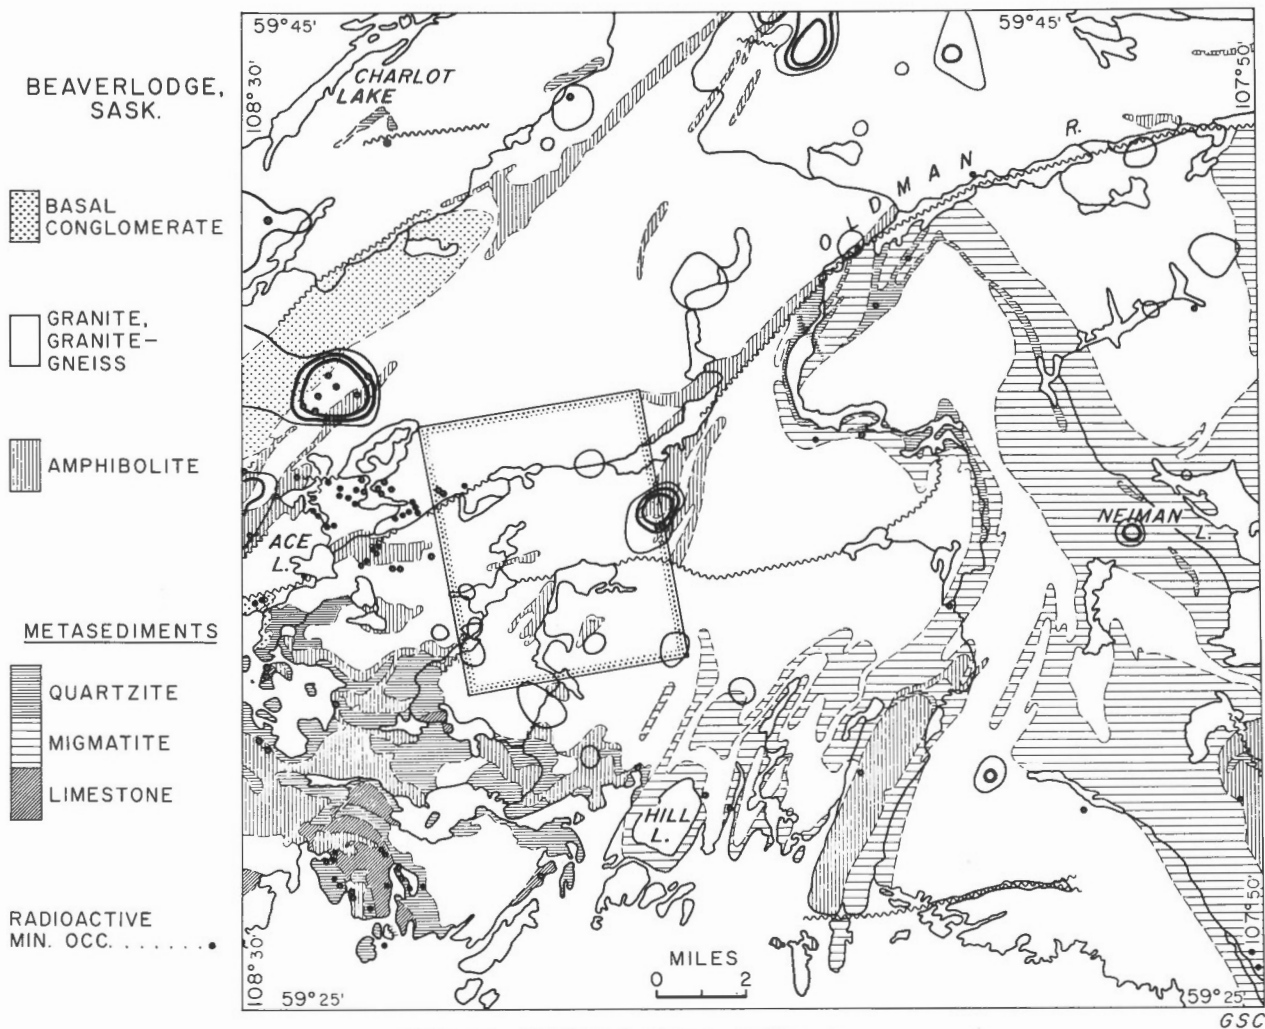 BEAVERLODGE,
SASK.
BASAL
CONGLOMERATE
GRANITE,
GRANITE-
GNEISS
AMPHIBOLITE
METASEDIMENTS
QUARTZITE
MIGMATITE
LIMESTONE
RADIOACTIVE
MIN. OCC. . . . . . . .
59°45'
59°45'
108°30'
107°50'
CHARLOT
LAKE
OLDMAN R.
ACE
L.
NEIMAN
L.
HILL
L.
MILES
0 2
108°30'
59°25'
107°50'
59°25'
GSC